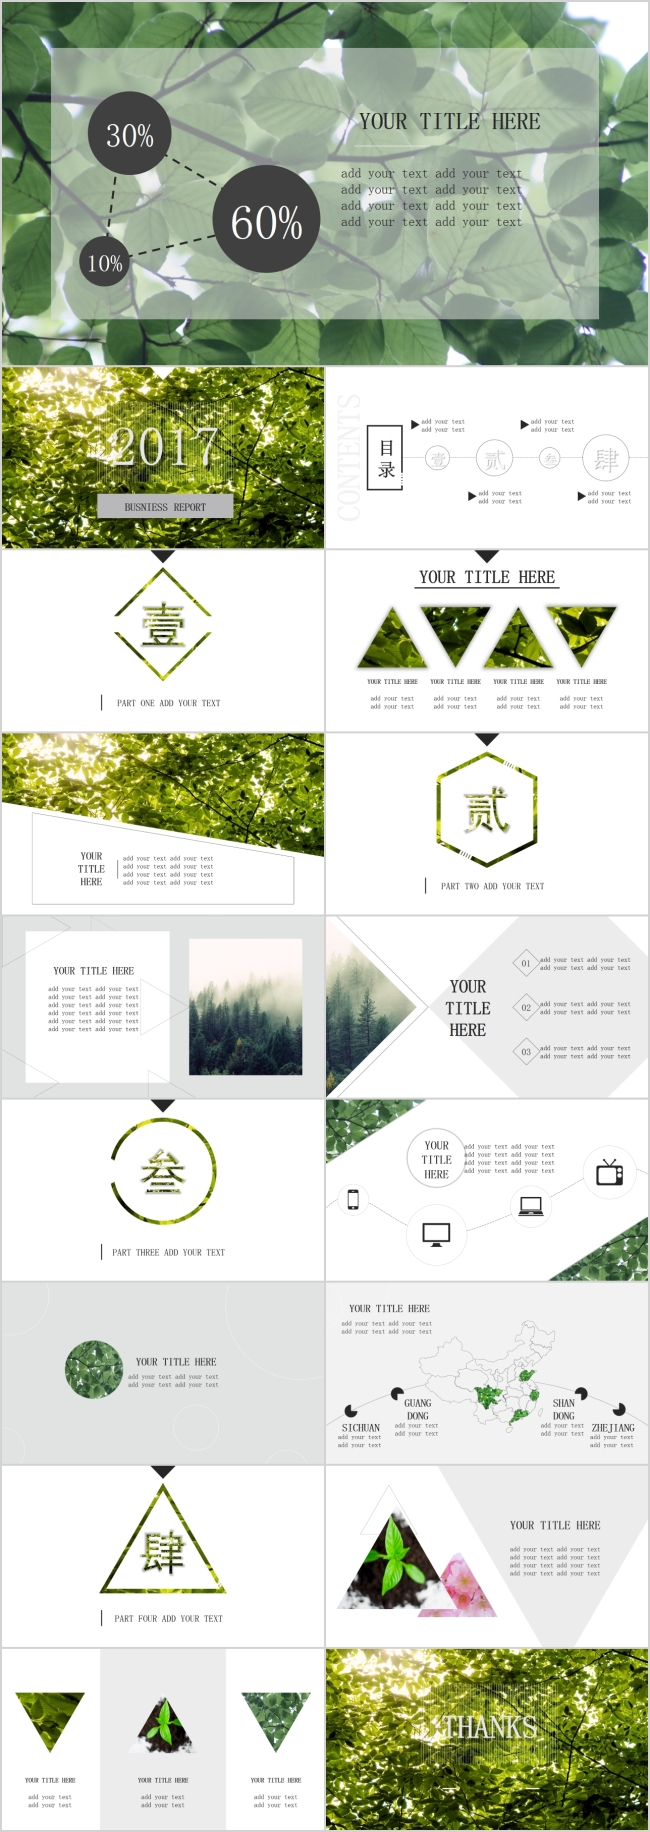 30%
60%
10%
YOUR TITLE HERE
add your text add your text
add your text add your text
add your text add your text
add your text add your text
2017
BUSNIESS REPORT
CONTENTS
目录
add your text
add your text
add your text
add your text
壹
贰
叁
肆
add your text
add your text
add your text
add your text
壹
PART ONE ADD YOUR TEXT
YOUR TITLE HERE
YOUR TITLE HERE
add your text
add your text
YOUR TITLE HERE
add your text
add your text
YOUR TITLE HERE
add your text
add your text
YOUR TITLE HERE
add your text
add your text
YOUR
TITLE
HERE
add your text add your text
add your text add your text
add your text add your text
add your text add your text
贰
PART TWO ADD YOUR TEXT
YOUR TITLE HERE
add your text add your text
add your text add your text
add your text add your text
add your text add your text
add your text add your text
add your text add your text
YOUR
TITLE
HERE
01
add your text add your text
add your text add your text
02
add your text add your text
add your text add your text
03
add your text add your text
add your text add your text
叁
PART THREE ADD YOUR TEXT
YOUR
TITLE
HERE
add your text add your text
add your text add your text
add your text add your text
add your text add your text
YOUR TITLE HERE
add your text add your text
add your text add your text
YOUR TITLE HERE
add your text add your text
add your text add your text
SICHUAN
add your text
add your text
GUANG
DONG
add your text
add your text
SHAN
DONG
add your text
add your text
ZHEJIANG
add your text
add your text
肆
PART FOUR ADD YOUR TEXT
YOUR TITLE HERE
add your text add your text
add your text add your text
add your text add your text
add your text add your text
YOUR TITLE HERE
add your text
add your text
YOUR TITLE HERE
add your text
add your text
YOUR TITLE HERE
add your text
add your text
THANKS